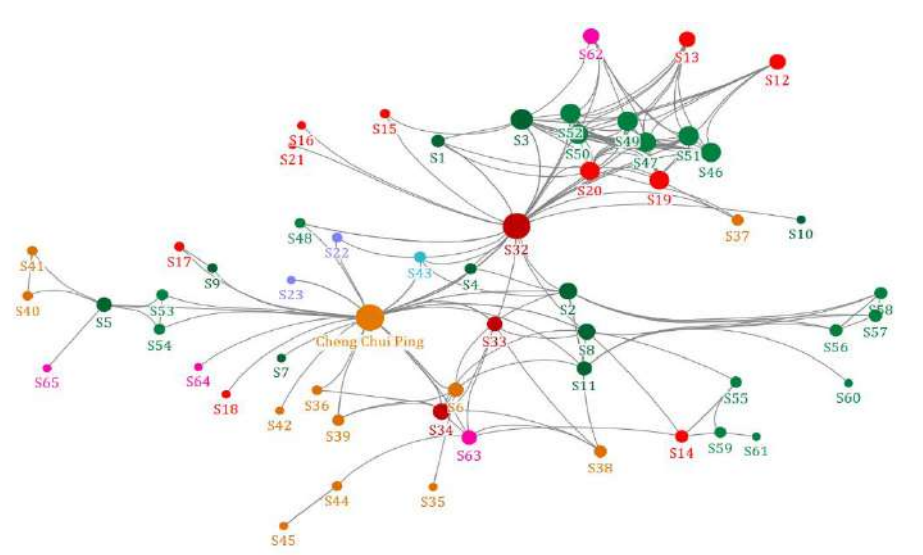 S62
S13
S12
S16
S15
S21
S1
S3
S52
S50
S49
S47
S51
S46
S20
S19
S32
S37
S10
S48
S22
S43
S4
S41
S17
S9
S23
S40
S5
S53
S54
S2
S58
S57
S56
Cheng Chui Ping
S33
S8
S11
S65
S64
S7
S60
S18
S36
S6
S55
S42
S39
S34
S63
S38
S14
S59
S61
S44
S35
S45